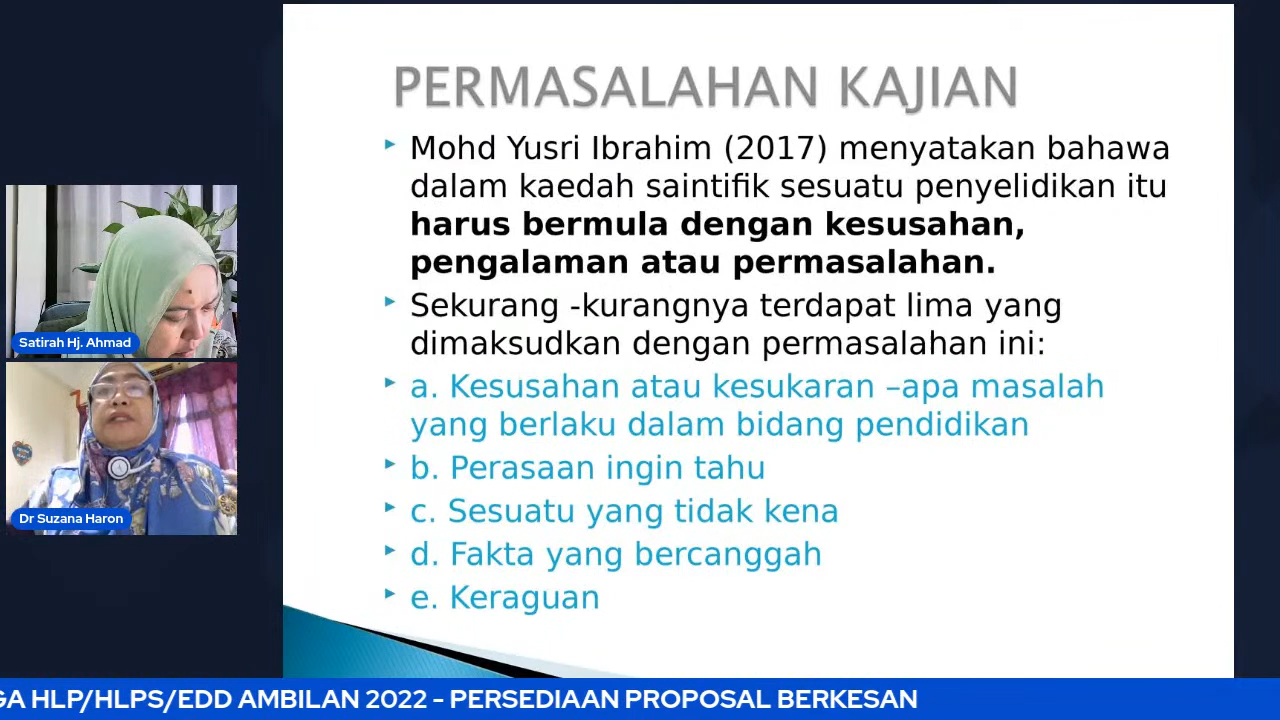 PERMASALAHAN KAJIAN
Mohd Yusri Ibrahim (2017) menyatakan bahawa
dalam kaedah saintifik sesuatu penyelidikan itu
harus bermula dengan kesusahan,
pengalaman atau permasalahan.
Sekurang -kurangnya terdapat lima yang
dimaksudkan dengan permasalahan ini:
a. Kesusahan atau kesukaran –apa masalah
yang berlaku dalam bidang pendidikan
b. Perasaan ingin tahu
c. Sesuatu yang tidak kena
d. Fakta yang bercanggah
e. Keraguan
Satirah Hj. Ahmad
Dr Suzana Haron
GA HLP/HLPS/EDD AMBILAN 2022 - PERSEDIAAN PROPOSAL BERKESAN